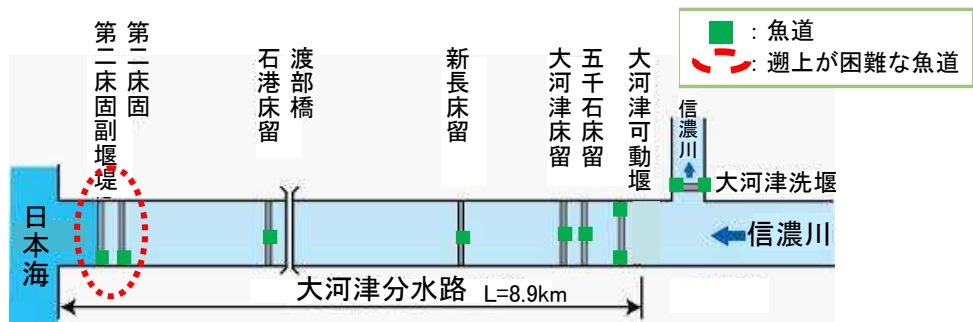 : 魚道
: 遡上が困難な魚道
第二床固副堰堤
第二床固
石港床留
渡部橋
新長床留
大河津床留
五千石床留
大河津可動堰
信濃川
大河津洗堰
日本海
信濃川
大河津分水路 L=8.9km